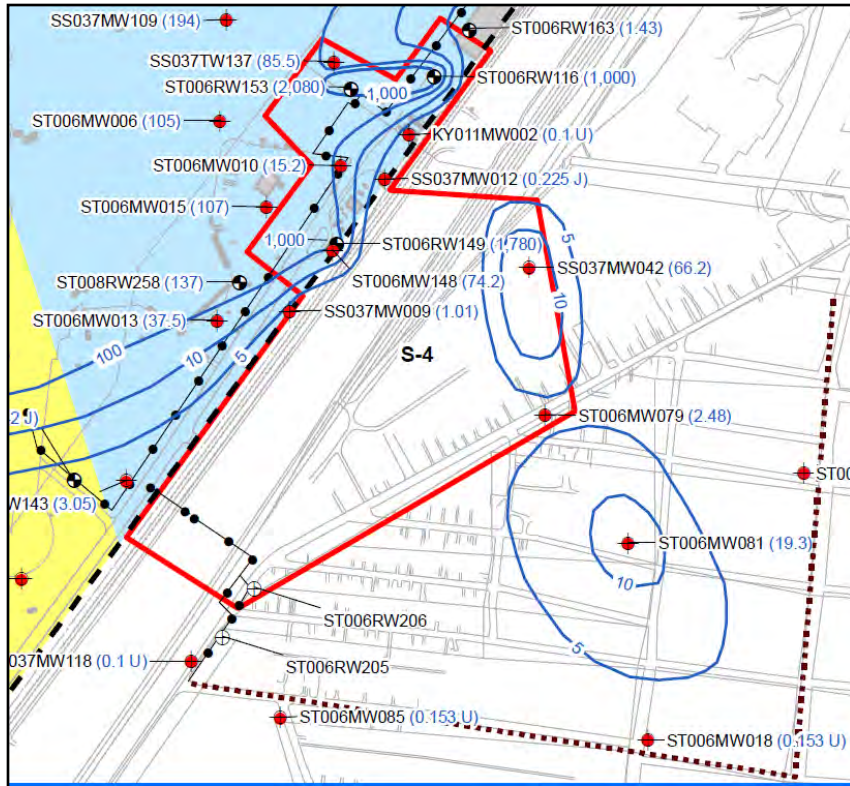 SS037MW109 (194)
ST006RW163 (1.43)
SS037TW137 (85.5)
ST006RW153 (2,080)
1,000
ST006RW116 (1,000)
ST006MW006 (105)
KY011MW002 (0.1 U)
ST006MW010 (15.2)
SS037MW012 (0.225 J)
ST006MW015 (107)
5
1,000
ST006RW149 (1,780)
SS037MW042 (66.2)
ST008RW258 (137)
ST006MW148 (74.2)
10
SS037MW009 (1.01)
ST006MW013 (37.5)
100
10
5
S-4
2 J)
ST006MW079 (2.48)
ST00
W143 (3.05)
ST006MW081 (19.3)
10
ST006RW206
5
037MW118 (0.1 U)
ST006RW205
ST006MW085 (0.153 U)
ST006MW018 (0.153 U)